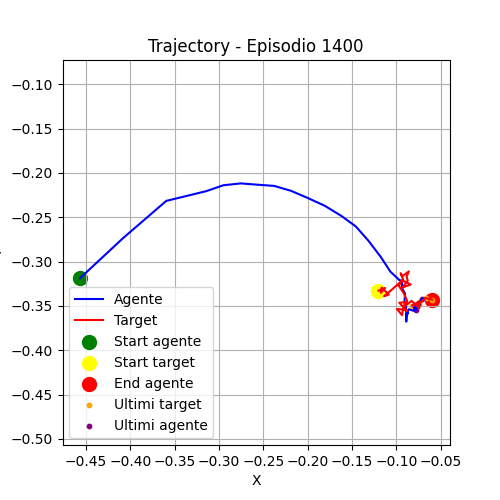 Trajectory - Episodio 1400
−0.10
−0.15
−0.20
−0.25
−0.30
−0.35
−0.40
−0.45
−0.50
Agente
Target
Start agente
Start target
End agente
Ultimi target
Ultimi agente
−0.45 −0.40 −0.35 −0.30 −0.25 −0.20 −0.15 −0.10 −0.05
X